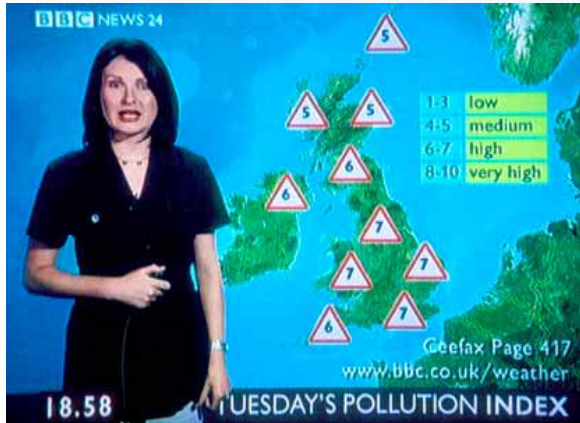 BBC NEWS 24
5
5
5
6
6
7
7
7
7
6
1-3 low
4-5 medium
6-7 high
8-10 very high
Ceefax Page 417
www.bbc.co.uk/weather
18.58
TUESDAY'S POLLUTION INDEX